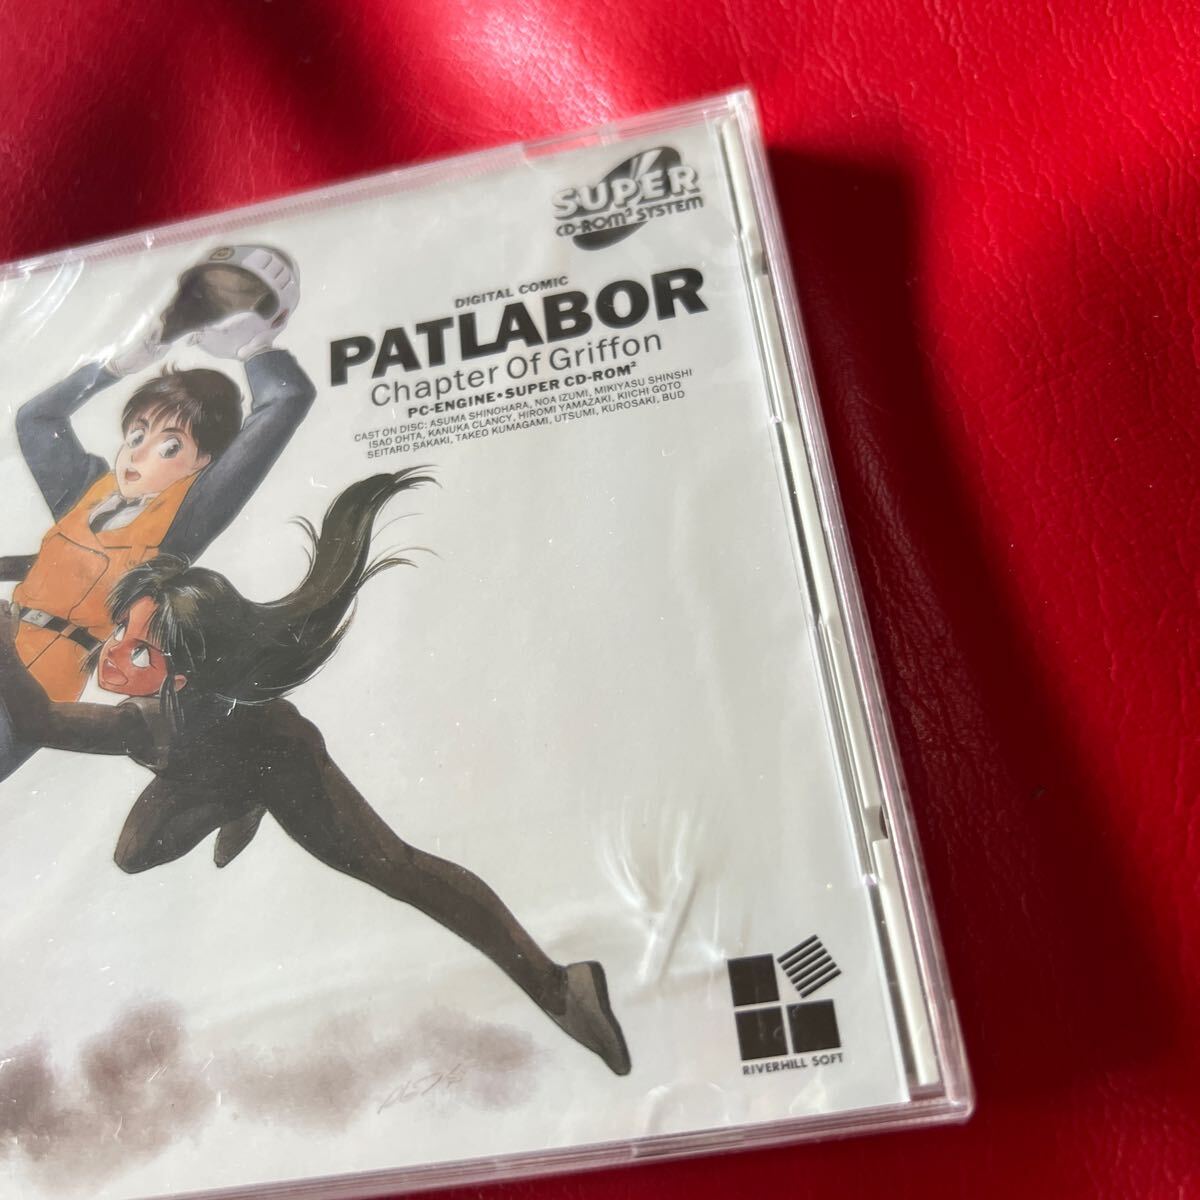 SUPER
CD-ROM² SYSTEM
DIGITAL COMIC
PATLABOR
Chapter Of Griffon
PC-ENGINE•SUPER CD-ROM²
CAST ON DISC: ASUMA SHINOHARA, NOA IZUMI, MIKIYASU SHINSHI
ISAO OHTA, KANUKA CLANCY, HIROMI YAMAZAKI, KIICHI GOTO
SEITARO SAKAKI, TAKEO KUMAGAMI, UTSUMI, KUROSAKI, BUD
RIVERHILL SOFT